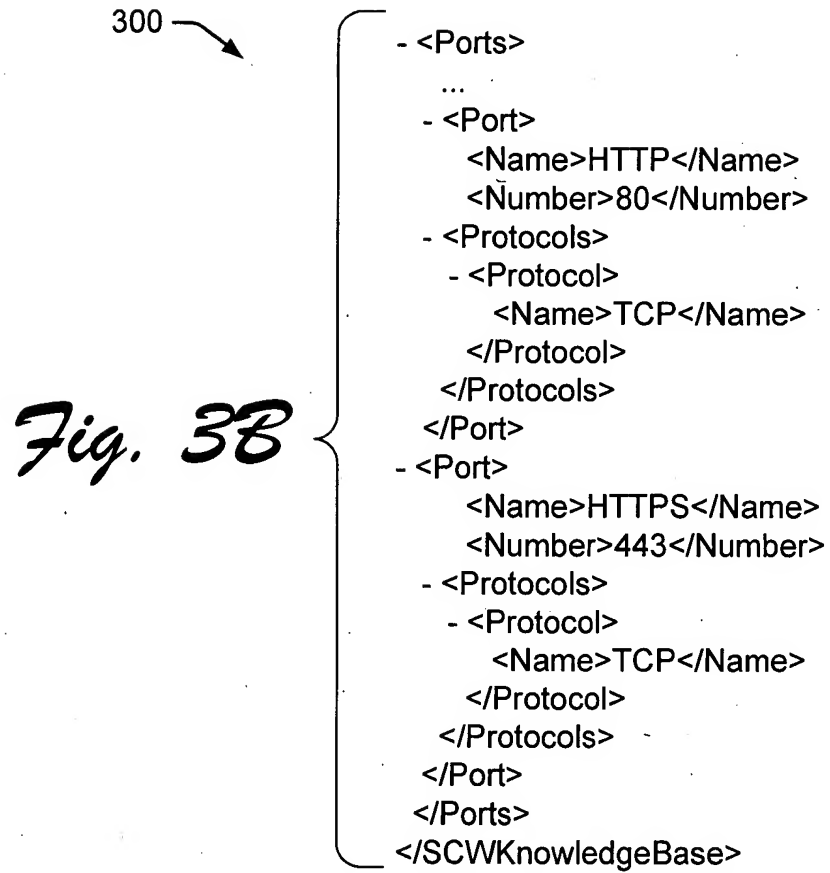 300
- <Ports>
...
- <Port>
<Name>HTTP</Name>
<Number>80</Number>
- <Protocols>
- <Protocol>
<Name>TCP</Name>
</Protocol>
</Protocols>
</Port>
Fig. 3B
- <Port>
<Name>HTTPS</Name>
<Number>443</Number>
- <Protocols>
- <Protocol>
<Name>TCP</Name>
</Protocol>
</Protocols>
</Port>
</Ports>
</SCWKnowledgeBase>